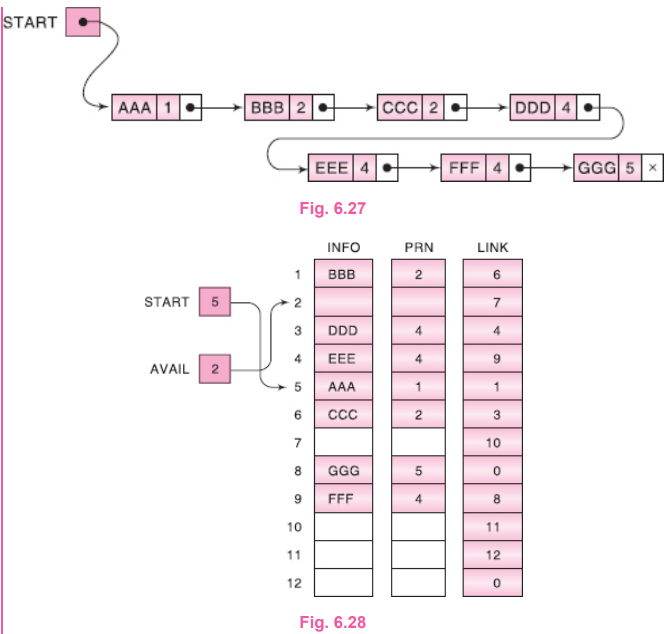 START
AAA 1 BBB 2 CCC 2 DDD 4
EEE 4 FFF 4 GGG 5 ×
Fig. 6.27
INFO PRN LINK
1 BBB 2 6
START 5 2 7
3 DDD 4 4
AVAIL 2 4 EEE 4 9
5 AAA 1 1
6 CCC 2 3
7 10
8 GGG 5 0
9 FFF 4 8
10 11
11 12
12 0
Fig. 6.28